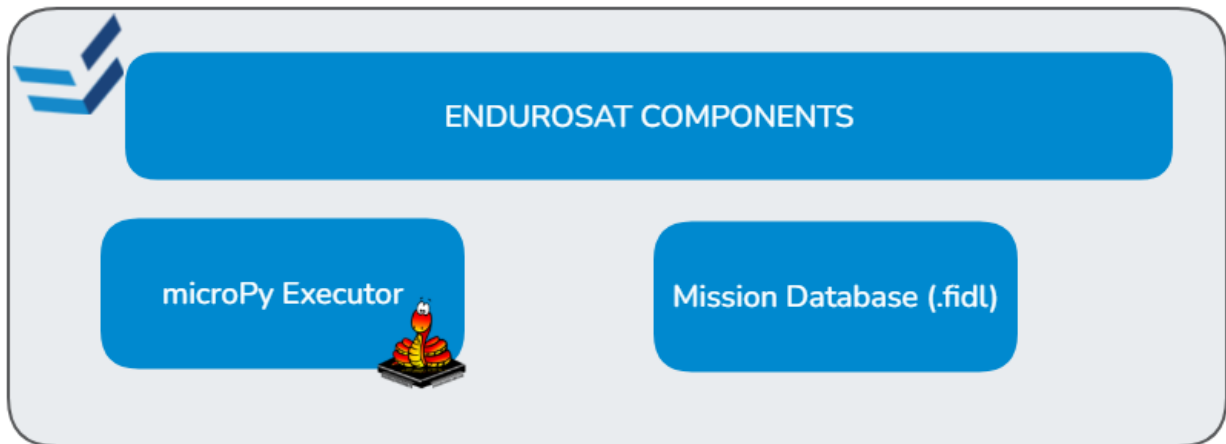 ENDUROSAT COMPONENTS
microPy Executor
Mission Database (.fidl)